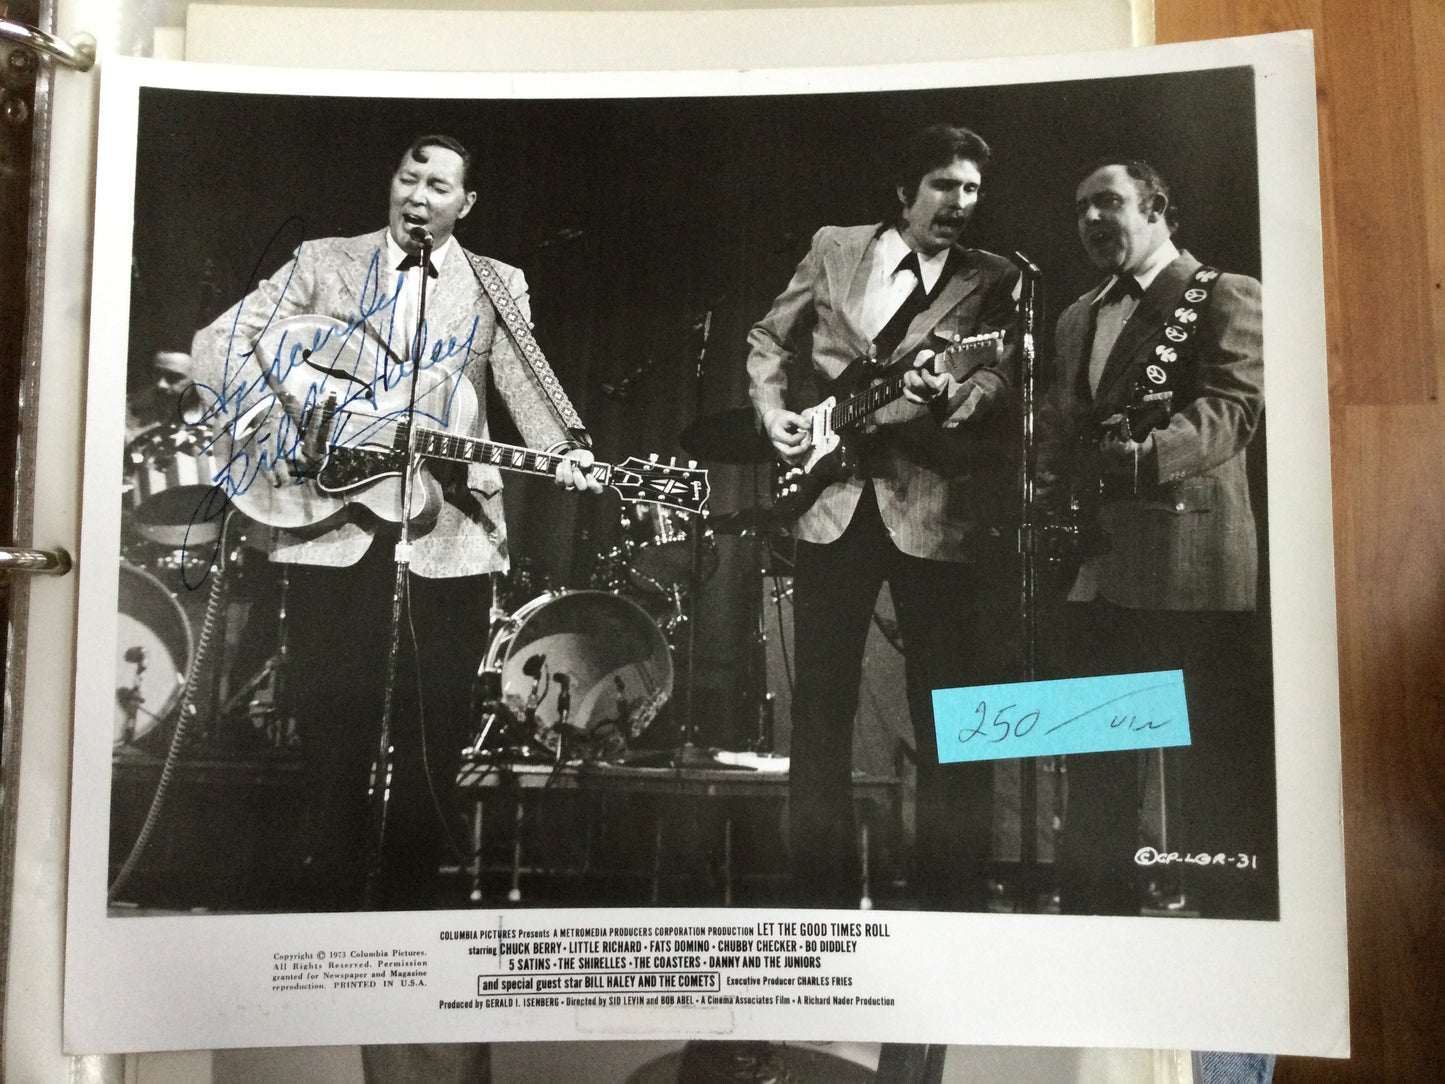 Sincerely
Bill Haley
Gibson
250
©CP-LGR-31
COLUMBIA PICTURES Presents A METROMEDIA PRODUCERS CORPORATION PRODUCTION LET THE GOOD TIMES ROLL
starring CHUCK BERRY • LITTLE RICHARD • FATS DOMINO • CHUBBY CHECKER • BO DIDDLEY
5 SATINS • THE SHIRELLES • THE COASTERS • DANNY AND THE JUNIORS
and special guest star BILL HALEY AND THE COMETS Executive Producer CHARLES FRIES
Produced by GERALD I. ISENBERG • Directed by SID LEVIN and BOB ABEL • A Cinema Associates Film • A Richard Nader Production
Copyright © 1973 Columbia Pictures.
All Rights Reserved. Permission
granted for Newspaper and Magazine
reproduction. PRINTED IN U.S.A.